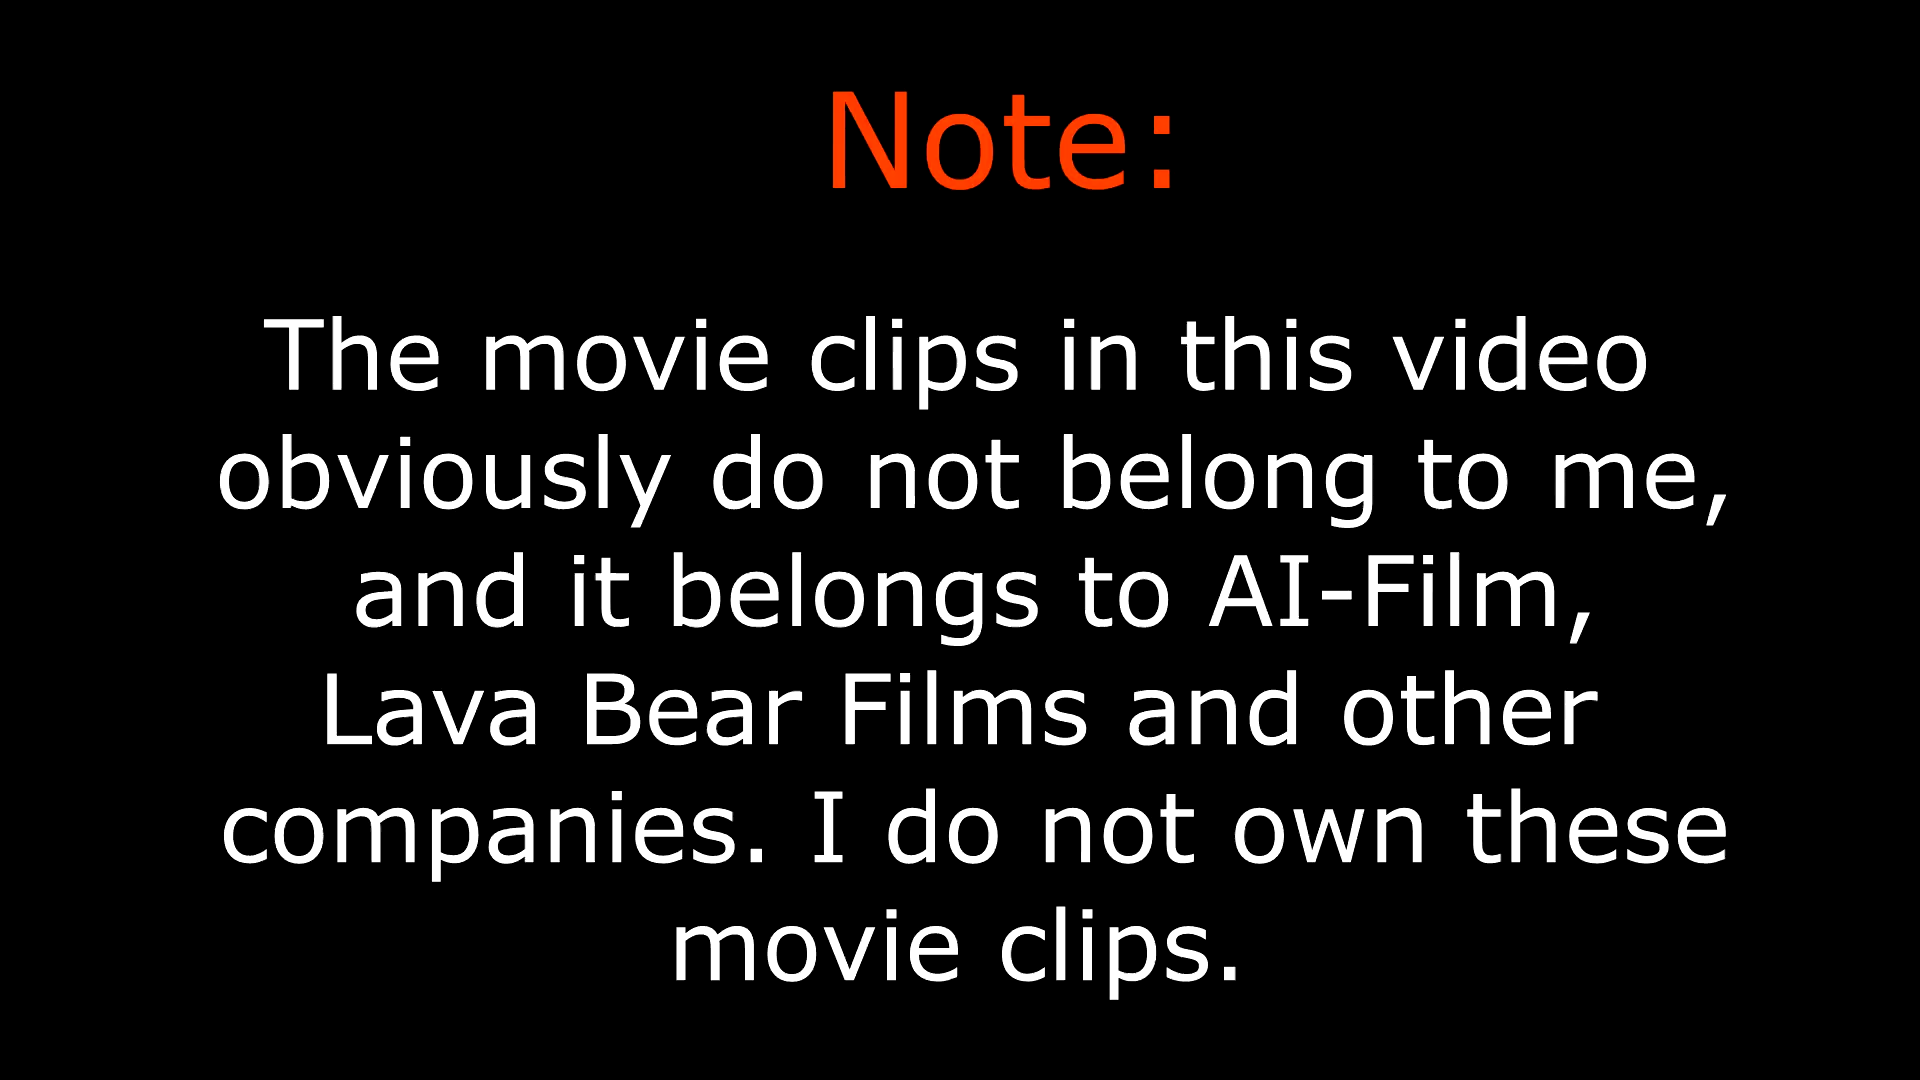 Note:
The movie clips in this video
obviously do not belong to me,
and it belongs to AI-Film,
Lava Bear Films and other
companies. I do not own these
movie clips.